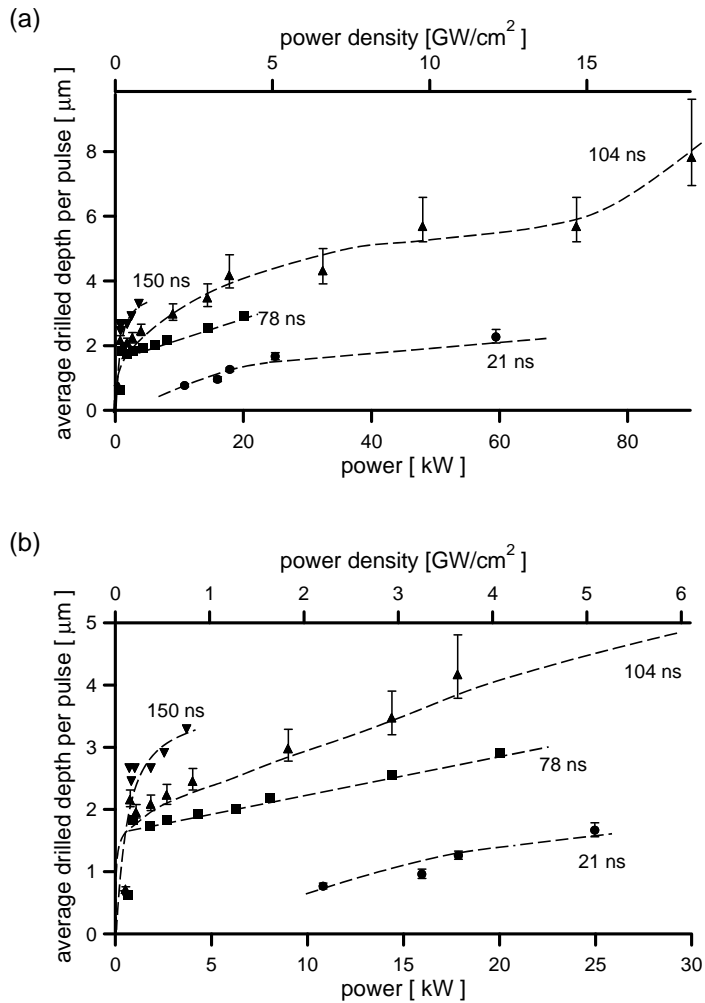 (a)
power density [GW/cm²]
0 5 10 15
average drilled depth per pulse [ μm ]
8
6
4
2
0
104 ns
150 ns
78 ns
21 ns
0 20 40 60 80
power [ kW ]
(b)
power density [GW/cm²]
0 1 2 3 4 5 6
average drilled depth per pulse [ μm ]
5
4
3
2
1
0
150 ns
104 ns
78 ns
21 ns
0 5 10 15 20 25 30
power [ kW ]